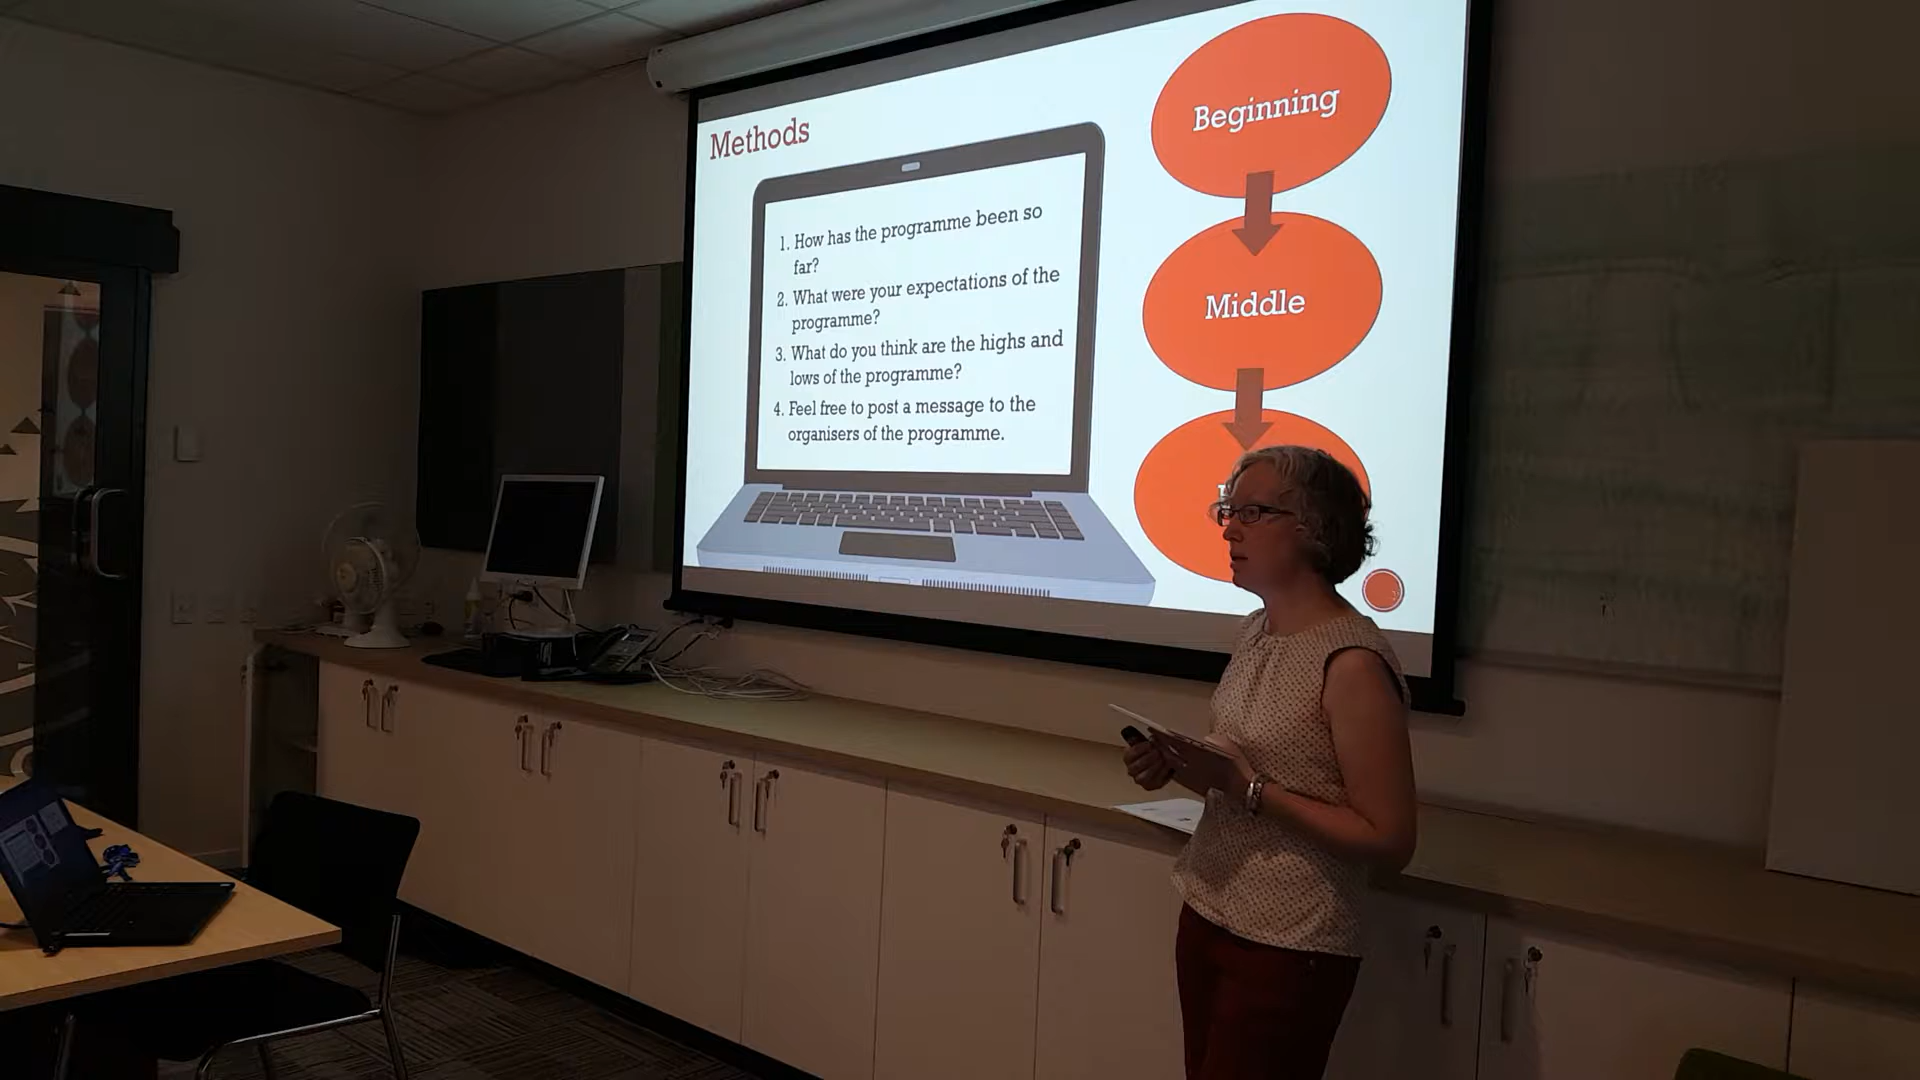 Methods
1. How has the programme been so
far?
2. What were your expectations of the
programme?
3. What do you think are the highs and
lows of the programme?
4. Feel free to post a message to the
organisers of the programme.
Beginning
Middle